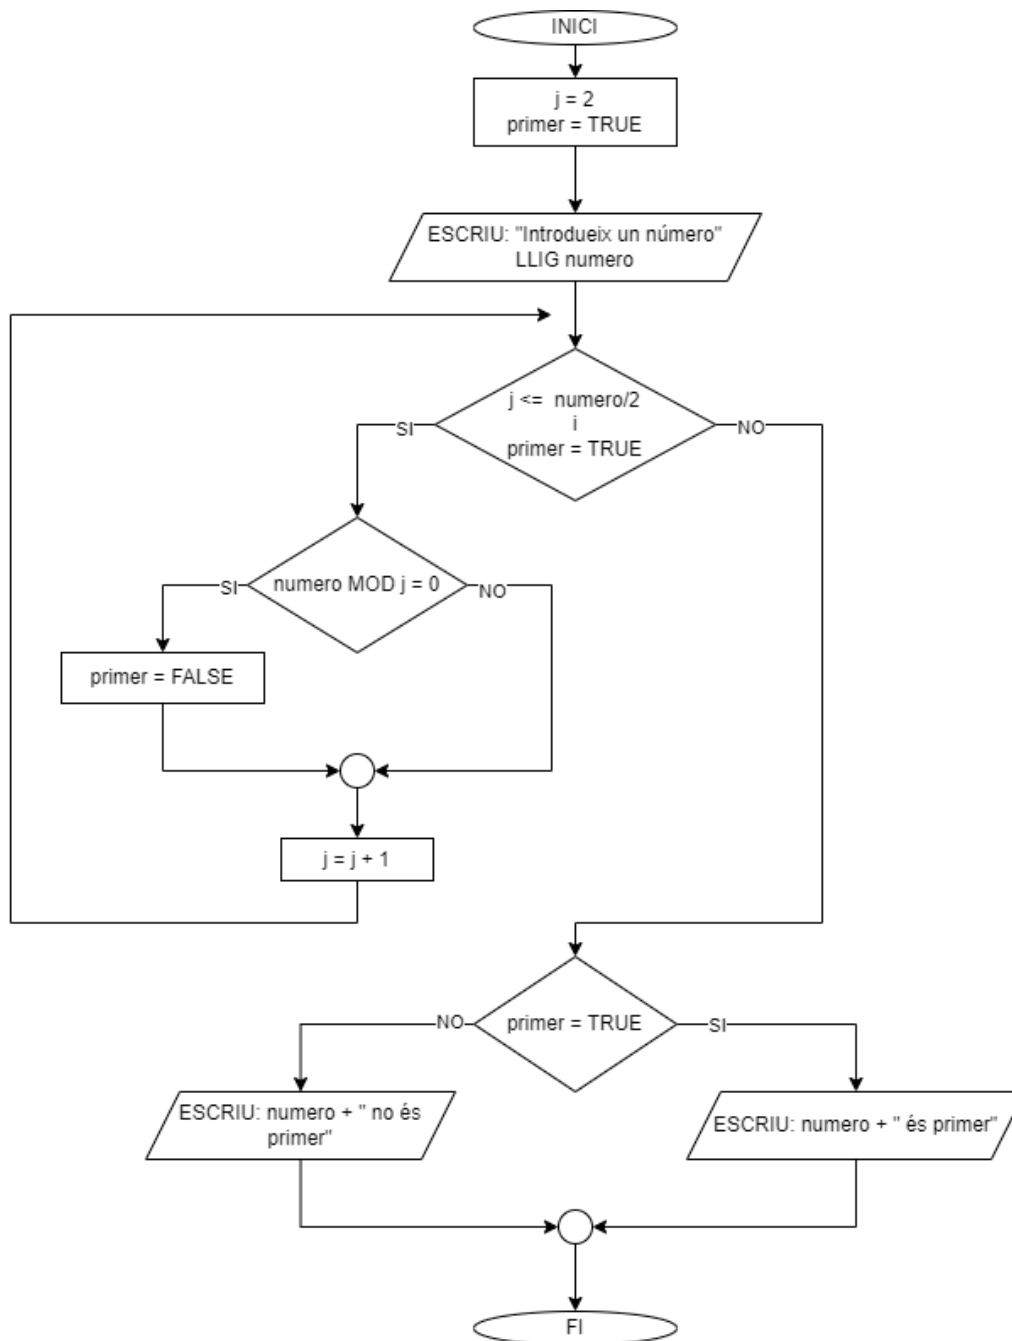 INICI
j = 2
primer = TRUE
ESCRIU: "Introdueix un número"
LLIG numero
j <= numero/2
i
primer = TRUE
SI
NO
numero MOD j = 0
SI
NO
primer = FALSE
j = j + 1
primer = TRUE
NO
SI
ESCRIU: numero + " no és
primer"
ESCRIU: numero + " és primer"
FI